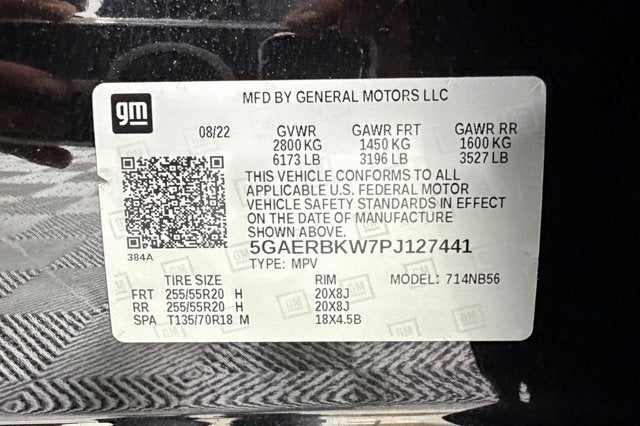 gm
MFD BY GENERAL MOTORS LLC
08/22 GVWR GAWR FRT GAWR RR
2800 KG 1450 KG 1600 KG
6173 LB 3196 LB 3527 LB
THIS VEHICLE CONFORMS TO ALL
APPLICABLE U.S. FEDERAL MOTOR
VEHICLE SAFETY STANDARDS IN EFFECT
ON THE DATE OF MANUFACTURE
SHOWN ABOVE.
384A
5GAERBKW7PJ127441
TYPE: MPV MODEL: 714NB56
TIRE SIZE RIM
FRT 255/55R20 H 20X8J
RR 255/55R20 H 20X8J
SPA T135/70R18 M 18X4.5B